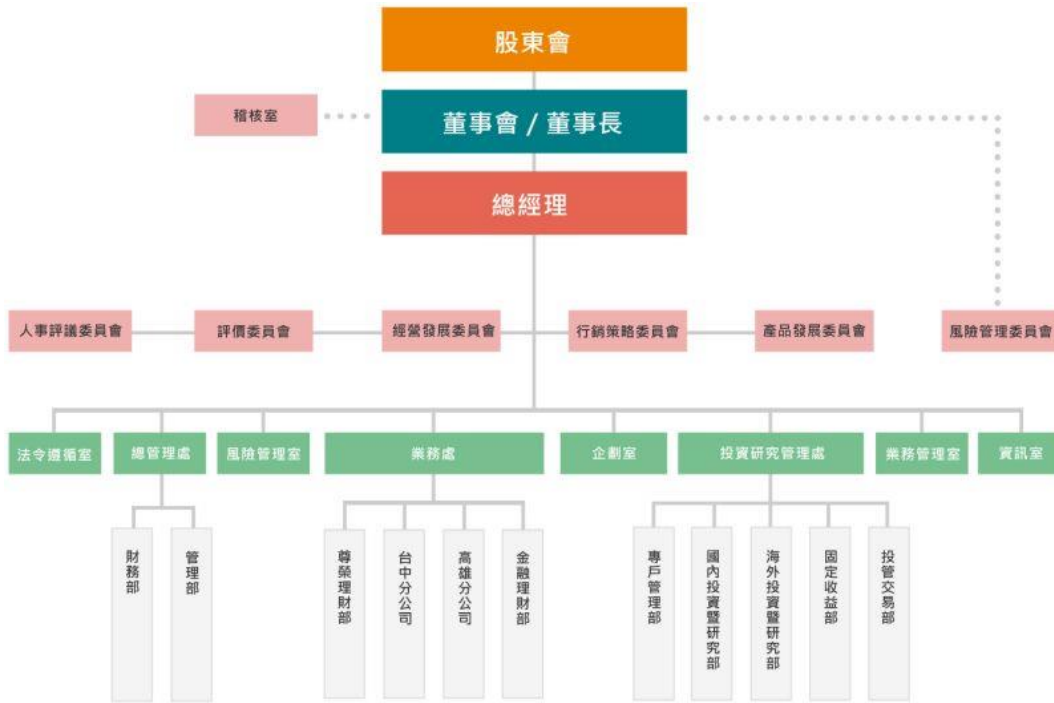 股東會
稽核室
董事會 / 董事長
總經理
人事評議委員會
評價委員會
經營發展委員會
行銷策略委員會
產品發展委員會
風險管理委員會
法令遵循室
總管理處
風險管理室
業務處
企劃室
投資研究管理處
業務管理室
資訊室
財務部
管理部
尊榮理財部
台中分公司
高雄分公司
金融理財部
專戶管理部
國內投資暨研究部
海外投資暨研究部
固定收益部
投管交易部